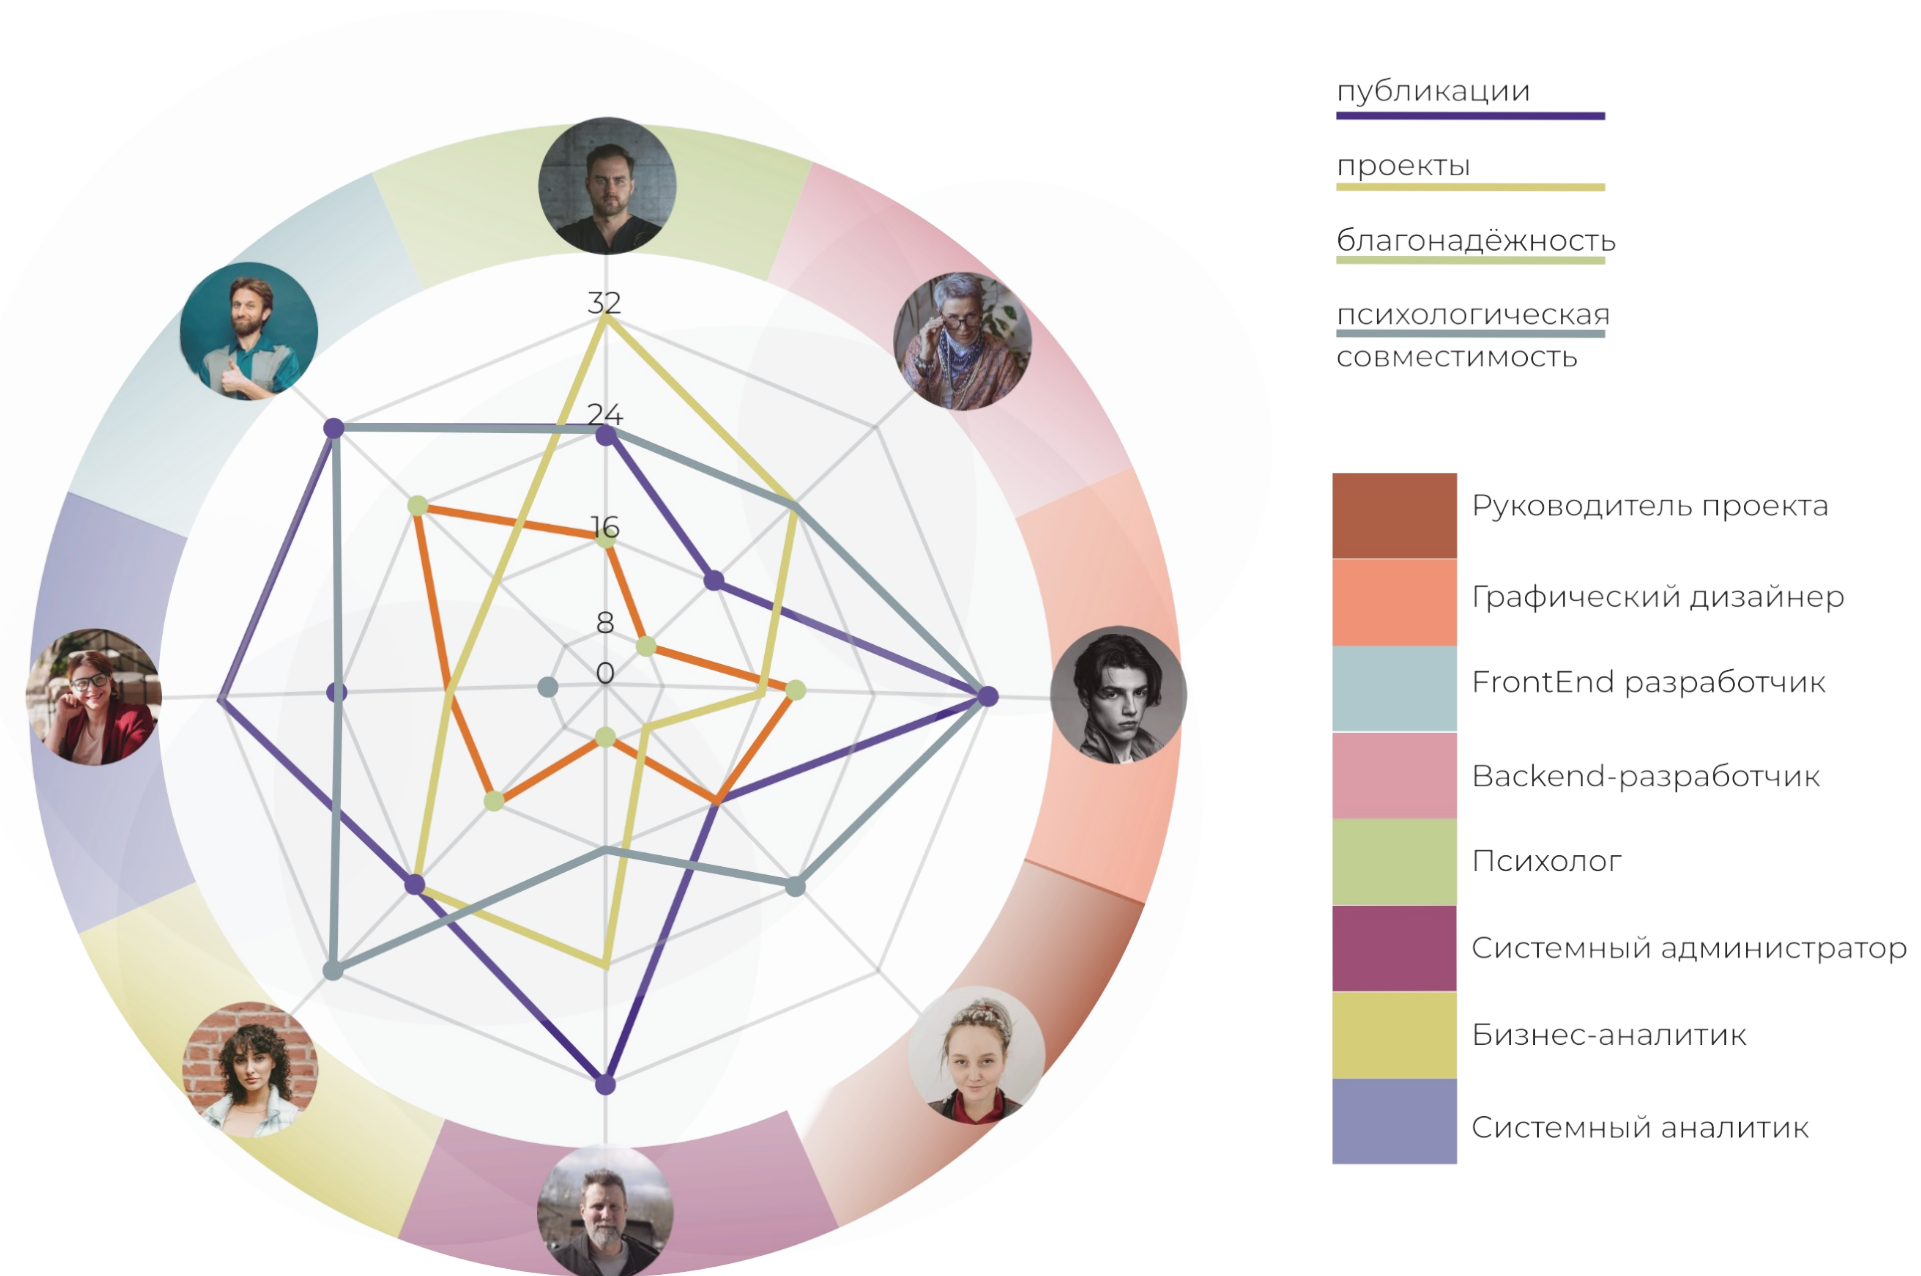 32
24
16
8
0
публикации
проекты
благонадёжность
психологическая
совместимость
Руководитель проекта
Графический дизайнер
FrontEnd разработчик
Backend-разработчик
Психолог
Системный администратор
Бизнес-аналитик
Системный аналитик